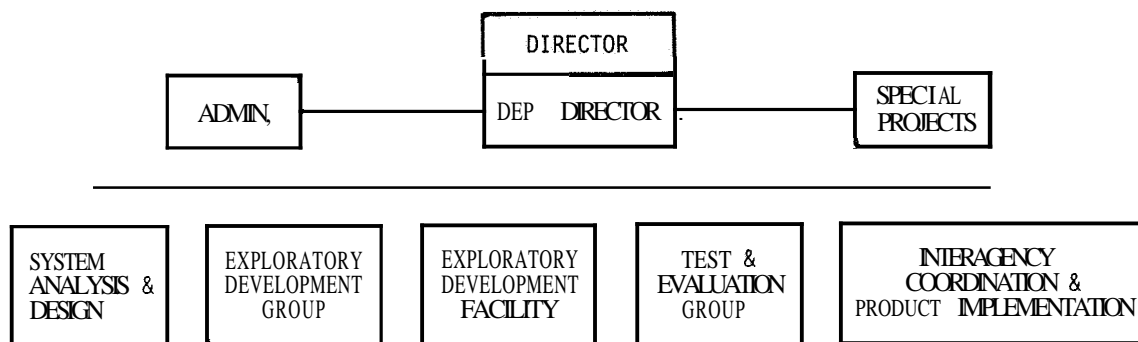 DIRECTOR
ADMIN,
DEP DIRECTOR
SPECIAL
PROJECTS
SYSTEM
ANALYSIS &
DESIGN
EXPLORATORY
DEVELOPMENT
GROUP
EXPLORATORY
DEVELOPMENT
FACILITY
TEST &
EVALUATION
GROUP
INTERAGENCY
COORDINATION &
PRODUCT IMPLEMENTATION